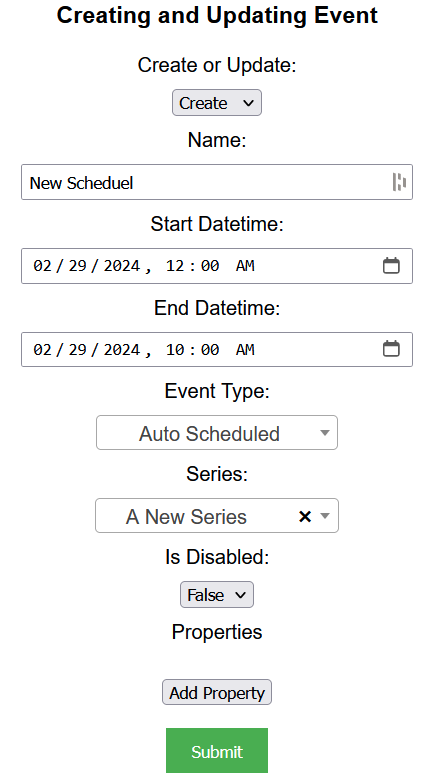 Creating and Updating Event
Create or Update:
Create
Name:
New Scheduel
Start Datetime:
02/29/2024, 12:00 AM
End Datetime:
02/29/2024, 10:00 AM
Event Type:
Auto Scheduled
Series:
A New Series ×
Is Disabled:
False
Properties
Add Property
Submit